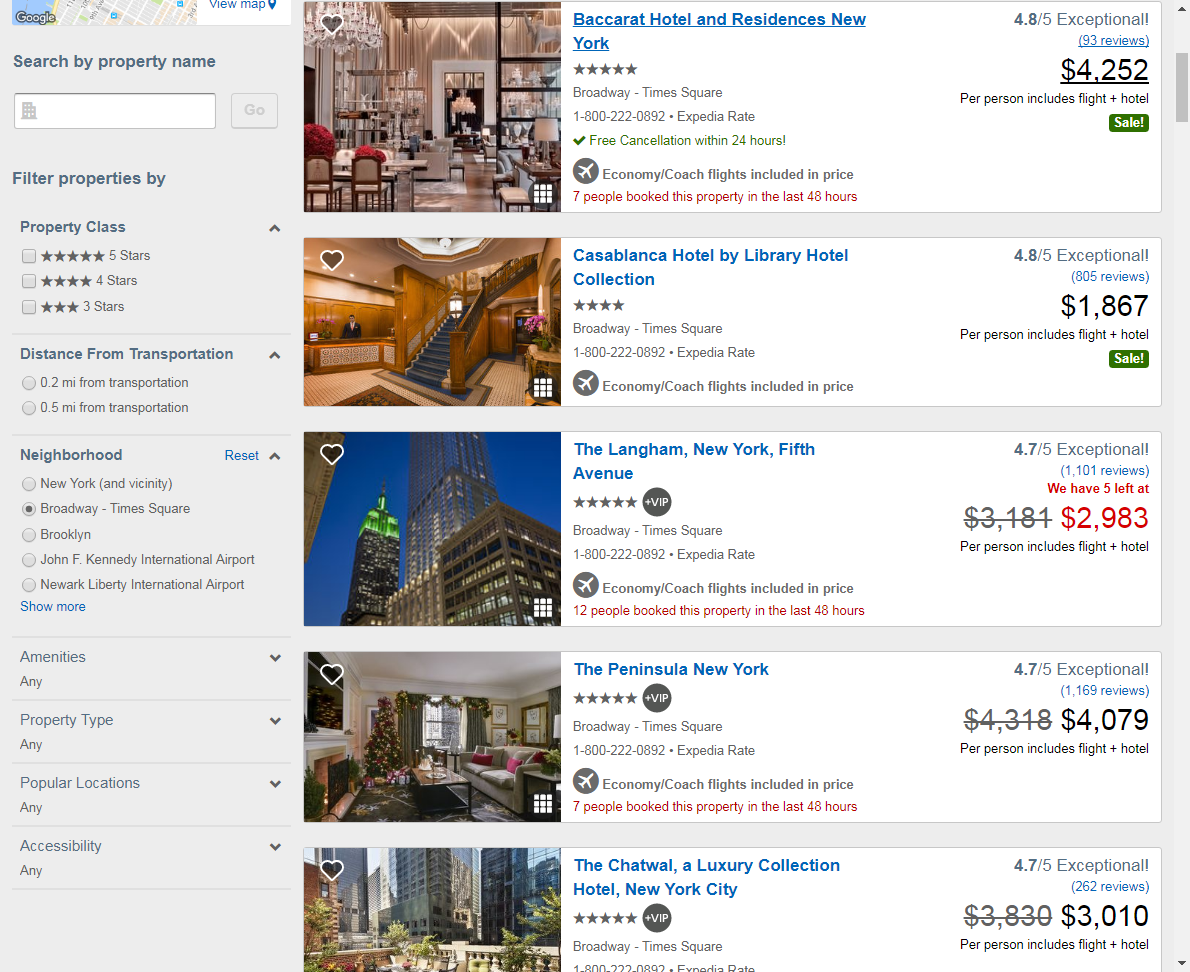 Google
View map
Search by property name
Go
Filter properties by
Property Class
5 Stars
4 Stars
3 Stars
Distance From Transportation
0.2 mi from transportation
0.5 mi from transportation
Neighborhood
Reset
New York (and vicinity)
Broadway - Times Square
Brooklyn
John F. Kennedy International Airport
Newark Liberty International Airport
Show more
Amenities
Any
Property Type
Any
Popular Locations
Any
Accessibility
Any
Baccarat Hotel and Residences New
York
Broadway - Times Square
1-800-222-0892 • Expedia Rate
Free Cancellation within 24 hours!
Economy/Coach flights included in price
7 people booked this property in the last 48 hours
4.8/5 Exceptional!
(93 reviews)
$4,252
Per person includes flight + hotel
Sale!
Casablanca Hotel by Library Hotel
Collection
Broadway - Times Square
1-800-222-0892 • Expedia Rate
Economy/Coach flights included in price
4.8/5 Exceptional!
(805 reviews)
$1,867
Per person includes flight + hotel
Sale!
The Langham, New York, Fifth
Avenue
+VIP
Broadway - Times Square
1-800-222-0892 • Expedia Rate
Economy/Coach flights included in price
12 people booked this property in the last 48 hours
4.7/5 Exceptional!
(1,101 reviews)
We have 5 left at
$3,181 $2,983
Per person includes flight + hotel
The Peninsula New York
+VIP
Broadway - Times Square
1-800-222-0892 • Expedia Rate
Economy/Coach flights included in price
7 people booked this property in the last 48 hours
4.7/5 Exceptional!
(1,169 reviews)
$4,318 $4,079
Per person includes flight + hotel
The Chatwal, a Luxury Collection
Hotel, New York City
+VIP
Broadway - Times Square
1-800-222-0892 • Expedia Rate
4.7/5 Exceptional!
(262 reviews)
$3,830 $3,010
Per person includes flight + hotel